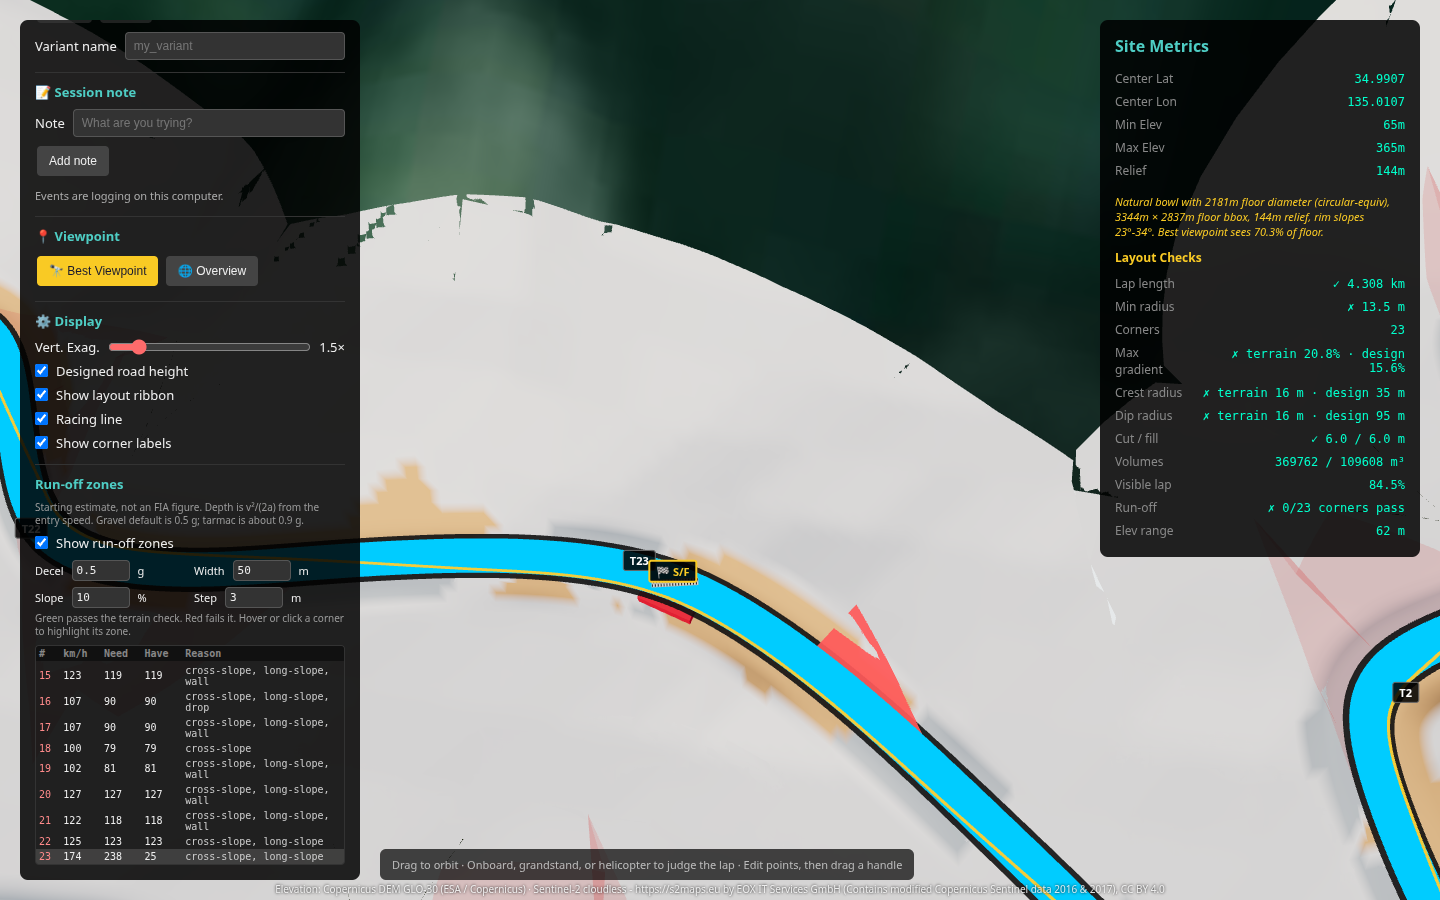 Variant name my_variant
📝 Session note
Note What are you trying?
Add note
Events are logging on this computer.
📍 Viewpoint
🔭 Best Viewpoint 🌐 Overview
⚙️ Display
Vert. Exag. 1.5×
Designed road height
Show layout ribbon
Racing line
Show corner labels
Run-off zones
Starting estimate, not an FIA figure. Depth is v²/(2a) from the
entry speed. Gravel default is 0.5 g; tarmac is about 0.9 g.
Show run-off zones
Decel 0.5 g Width 50 m
Slope 10 % Step 3 m
Green passes the terrain check. Red fails it. Hover or click a corner
to highlight its zone.
# km/h Need Have Reason
15 123 119 119 cross-slope, long-slope,
wall
16 107 90 90 cross-slope, long-slope,
drop
17 107 90 90 cross-slope, long-slope,
wall
18 100 79 79 cross-slope
19 102 81 81 cross-slope, long-slope,
wall
20 127 127 127 cross-slope, long-slope,
wall
21 122 118 118 cross-slope, long-slope,
wall
22 125 123 123 cross-slope, long-slope
23 174 238 25 cross-slope, long-slope
T22
T23
🏁 S/F
T2
Site Metrics
Center Lat 34.9907
Center Lon 135.0107
Min Elev 65m
Max Elev 365m
Relief 144m
Natural bowl with 2181m floor diameter (circular-equiv),
3344m × 2837m floor bbox, 144m relief, rim slopes
23°-34°. Best viewpoint sees 70.3% of floor.
Layout Checks
Lap length ✓ 4.308 km
Min radius ✗ 13.5 m
Corners 23
Max gradient ✗ terrain 20.8% · design
15.6%
Crest radius ✗ terrain 16 m · design 35 m
Dip radius ✗ terrain 16 m · design 95 m
Cut / fill ✓ 6.0 / 6.0 m
Volumes 369762 / 109608 m³
Visible lap 84.5%
Run-off ✗ 0/23 corners pass
Elev range 62 m
Drag to orbit · Onboard, grandstand, or helicopter to judge the lap · Edit points, then drag a handle
Elevation: Copernicus DEM GLO-30 (ESA / Copernicus) · Sentinel-2 cloudless - https://s2maps.eu by EOX IT Services GmbH (Contains modified Copernicus Sentinel data 2016 & 2017), CC BY 4.0